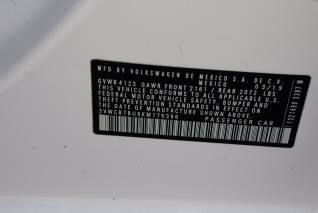 MFD. BY VOLKSWAGEN DE MEXICO S.A. DE C.V.
MEXICO 03/19
GVWR 4123 GAWR FRONT 2161 / REAR 2072 LBS
THIS VEHICLE CONFORMS TO ALL APPLICABLE
FEDERAL MOTOR VEHICLE SAFETY, BUMPER AND
THEFT PREVENTION STANDARDS IN EFFECT ON
THE DATE OF MANUFACTURE SHOWN ABOVE.
PASSENGER CAR